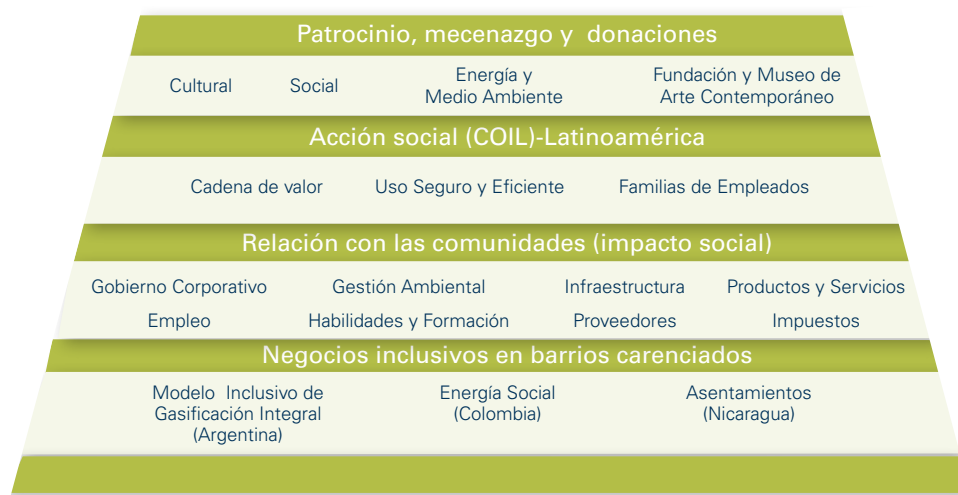 Patrocinio, mecenazgo y donaciones
Cultural
Social
Energía y
Medio Ambiente
Fundación y Museo de
Arte Contemporáneo
Acción social (COIL)-Latinoamérica
Cadena de valor
Uso Seguro y Eficiente
Familias de Empleados
Relación con las comunidades (impacto social)
Gobierno Corporativo
Gestión Ambiental
Infraestructura
Productos y Servicios
Empleo
Habilidades y Formación
Proveedores
Impuestos
Negocios inclusivos en barrios carenciados
Modelo Inclusivo de
Gasificación Integral
(Argentina)
Energía Social
(Colombia)
Asentamientos
(Nicaragua)